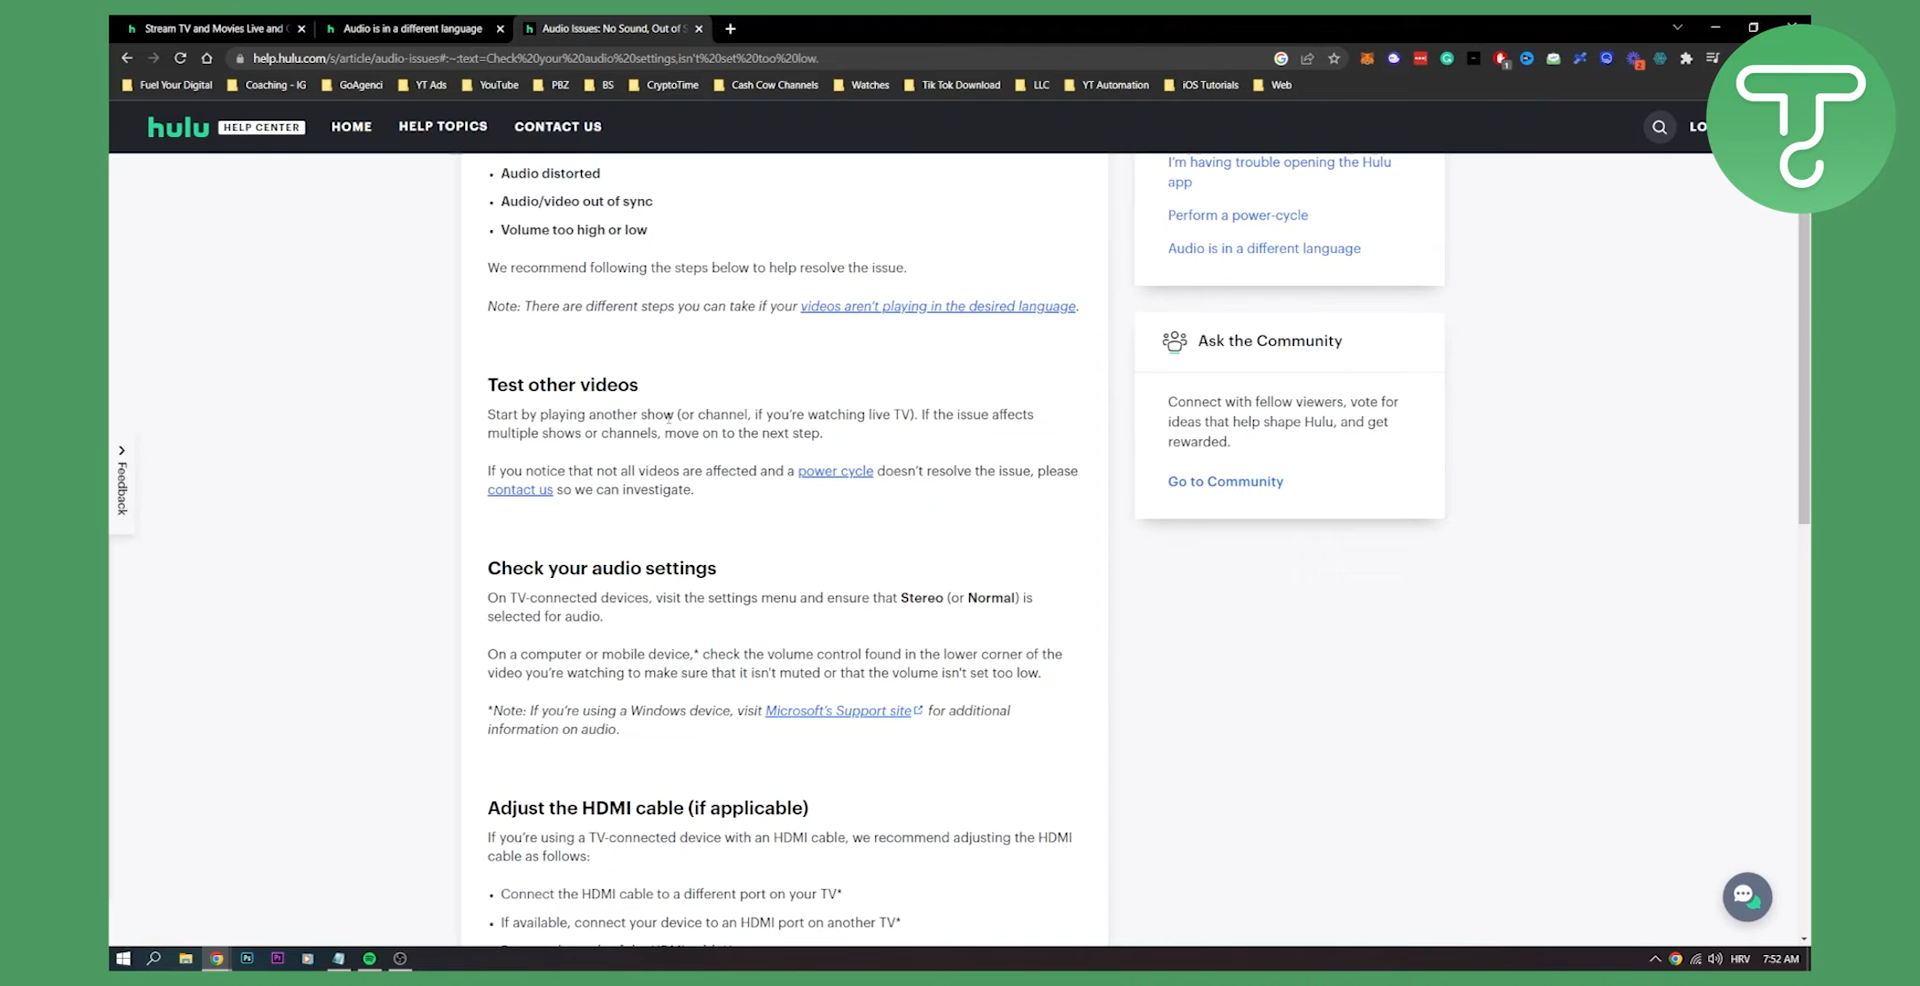 Stream TV and Movies Live and
Audio is in a different language
Audio Issues: No Sound, Out of S
help.hulu.com/s/article/audio-issues#:~:text=Check%20your%20audio%20settings,isn't%20set%20too%20low.
Fuel Your Digital
Coaching - IG
GoAgenci
YT Ads
YouTube
PBZ
BS
CryptoTime
Cash Cow Channels
Watches
Tik Tok Download
LLC
YT Automation
iOS Tutorials
Web
hulu HELP CENTER HOME HELP TOPICS CONTACT US LO
• Audio distorted
• Audio/video out of sync
• Volume too high or low
We recommend following the steps below to help resolve the issue.
Note: There are different steps you can take if your videos aren't playing in the desired language.
Test other videos
Start by playing another show (or channel, if you're watching live TV). If the issue affects
multiple shows or channels, move on to the next step.
If you notice that not all videos are affected and a power cycle doesn't resolve the issue, please
contact us so we can investigate.
Check your audio settings
On TV-connected devices, visit the settings menu and ensure that Stereo (or Normal) is
selected for audio.
On a computer or mobile device,* check the volume control found in the lower corner of the
video you're watching to make sure that it isn't muted or that the volume isn't set too low.
*Note: If you're using a Windows device, visit Microsoft's Support site for additional
information on audio.
Adjust the HDMI cable (if applicable)
If you're using a TV-connected device with an HDMI cable, we recommend adjusting the HDMI
cable as follows:
• Connect the HDMI cable to a different port on your TV*
• If available, connect your device to an HDMI port on another TV*
I'm having trouble opening the Hulu
app
Perform a power-cycle
Audio is in a different language
Ask the Community
Connect with fellow viewers, vote for
ideas that help shape Hulu, and get
rewarded.
Go to Community
Feedback
Ps
Pr
HRV
7:52 AM